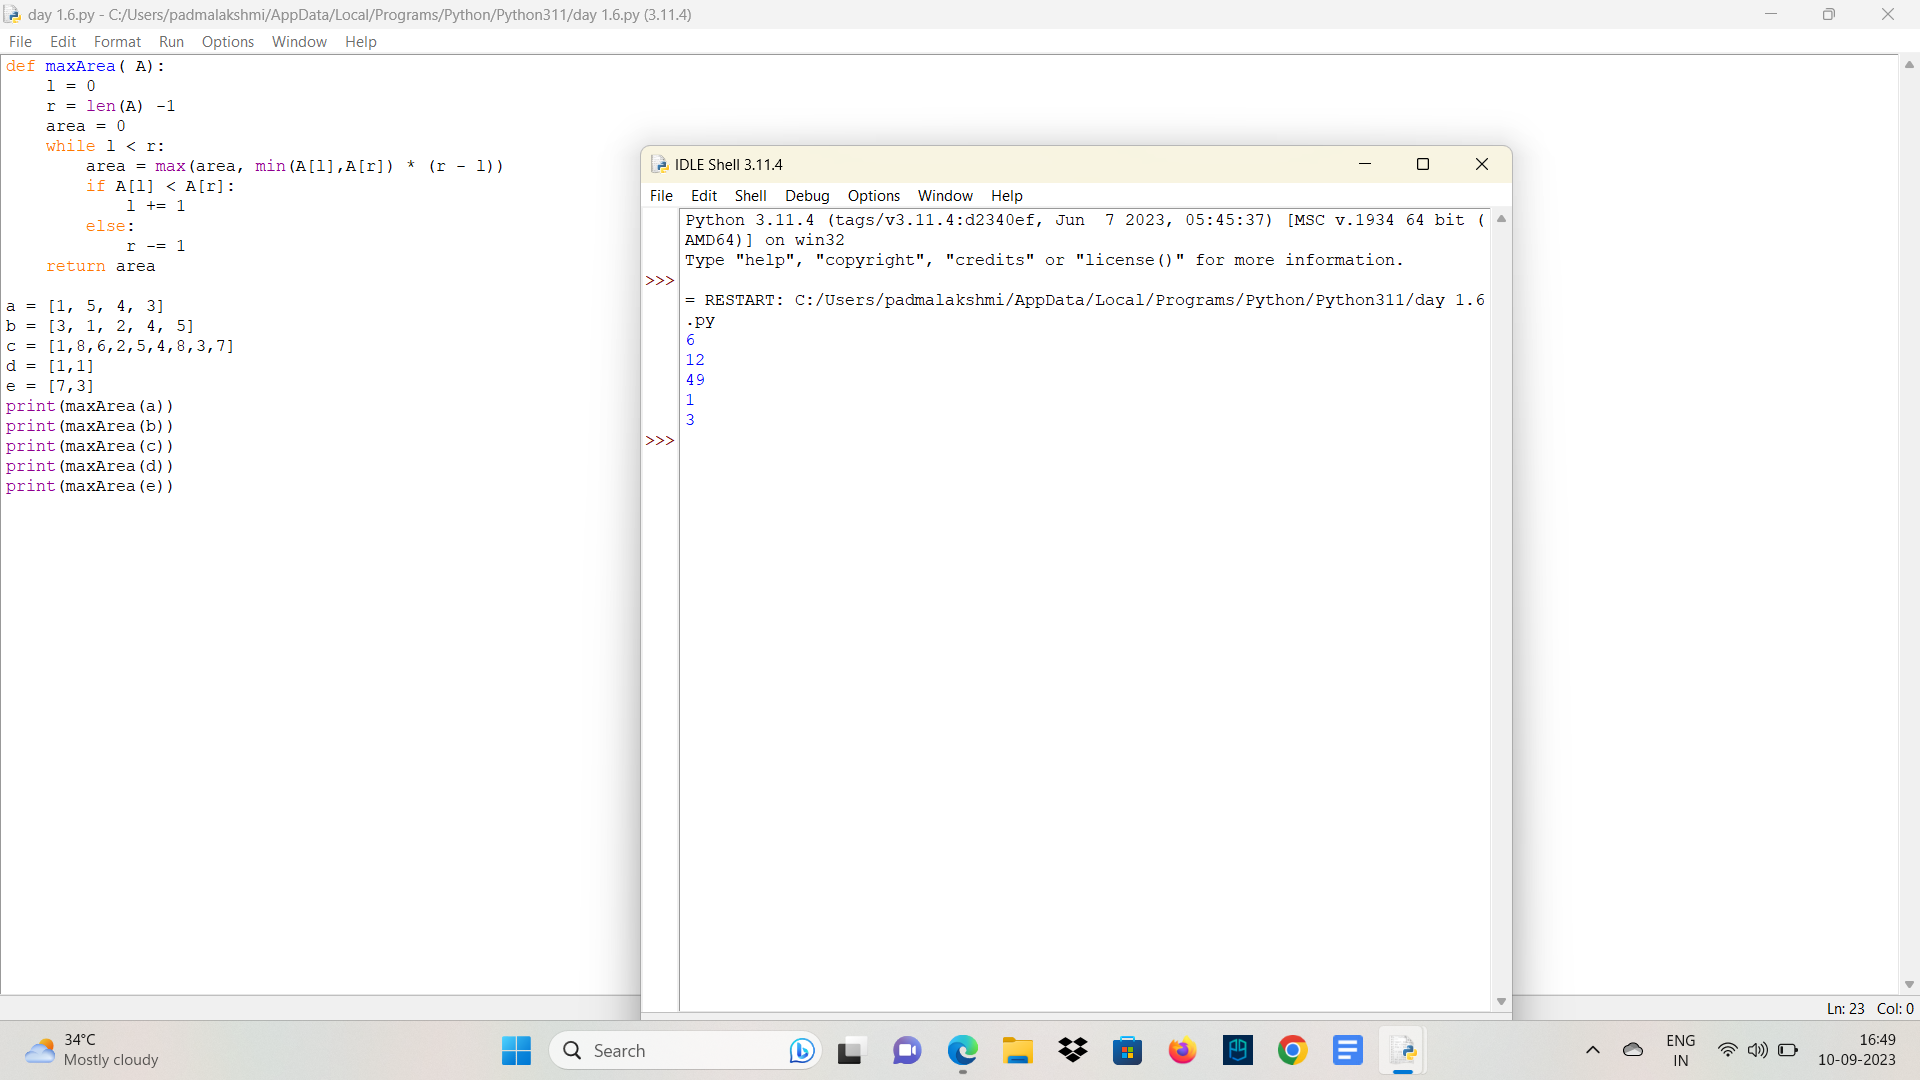 day 1.6.py - C:/Users/padmalakshmi/AppData/Local/Programs/Python/Python311/day 1.6.py (3.11.4)
File Edit Format Run Options Window Help
def maxArea( A):
    l = 0
    r = len(A) -1
    area = 0
    while l < r:
        area = max(area, min(A[l],A[r]) * (r - l))
        if A[l] < A[r]:
            l += 1
        else:
            r -= 1
    return area
a = [1, 5, 4, 3]
b = [3, 1, 2, 4, 5]
c = [1,8,6,2,5,4,8,3,7]
d = [1,1]
e = [7,3]
print(maxArea(a))
print(maxArea(b))
print(maxArea(c))
print(maxArea(d))
print(maxArea(e))
IDLE Shell 3.11.4
File Edit Shell Debug Options Window Help
Python 3.11.4 (tags/v3.11.4:d2340ef, Jun  7 2023, 05:45:37) [MSC v.1934 64 bit (
AMD64)] on win32
Type "help", "copyright", "credits" or "license()" for more information.
>>>
= RESTART: C:/Users/padmalakshmi/AppData/Local/Programs/Python/Python311/day 1.6
.py
6
12
49
1
3
>>>
Ln: 23 Col: 0
34°C
Mostly cloudy
Search
ENG
IN
16:49
10-09-2023